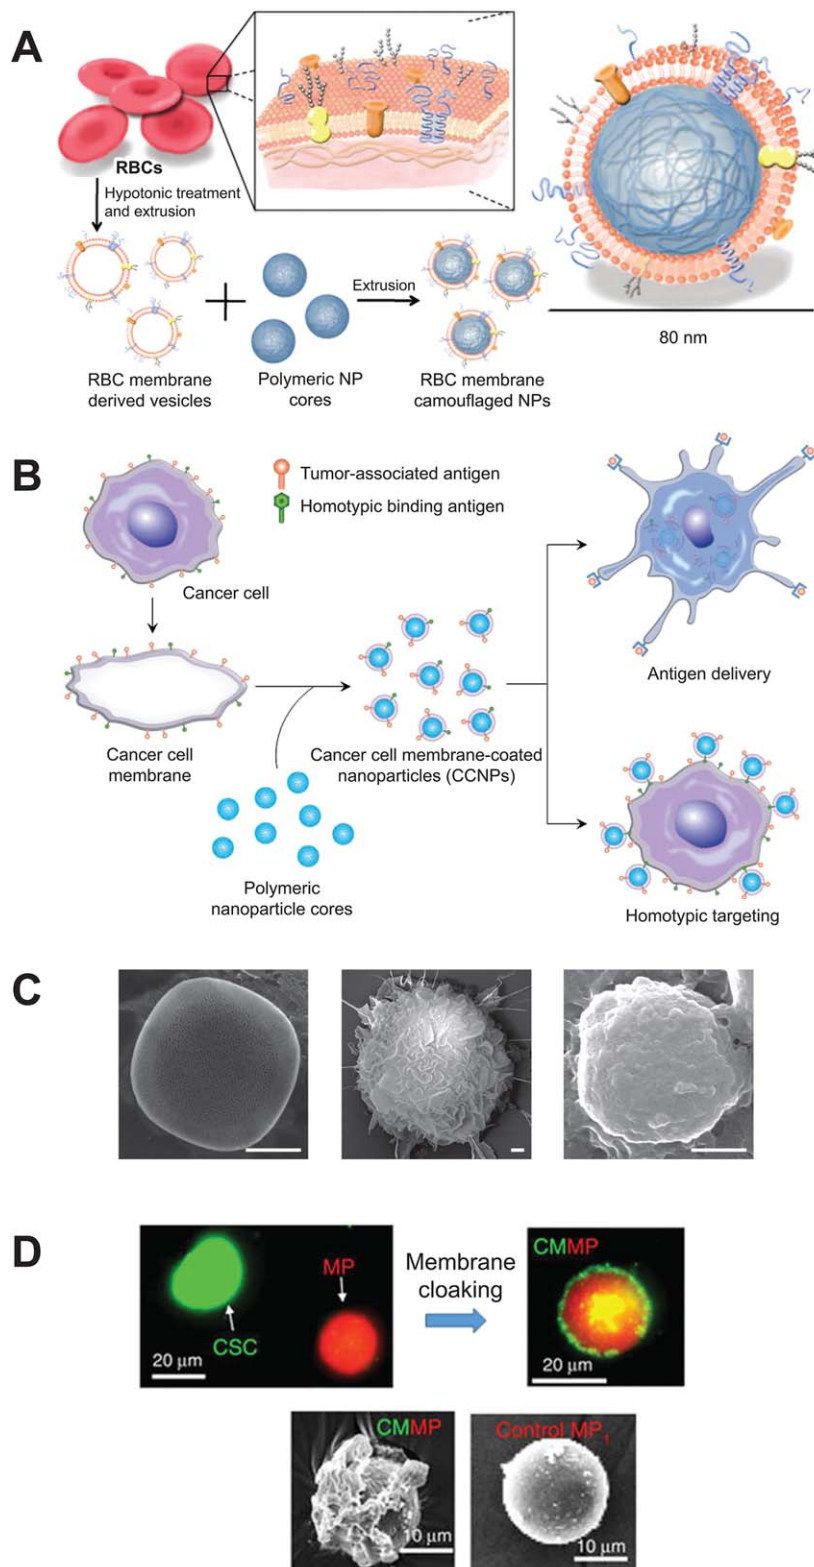 A
RBCs
Hypotonic treatment
and extrusion
Extrusion
80 nm
RBC membrane
derived vesicles
Polymeric NP
cores
RBC membrane
camouflaged NPs
B
Tumor-associated antigen
Homotypic binding antigen
Cancer cell
Antigen delivery
Cancer cell
membrane
Cancer cell membrane-coated
nanoparticles (CCNPs)
Polymeric
nanoparticle cores
Homotypic targeting
C
D
MP
CSC
20 µm
Membrane
cloaking
CMMP
20 µm
CMMP
10 µm
Control MP₁
10 µm